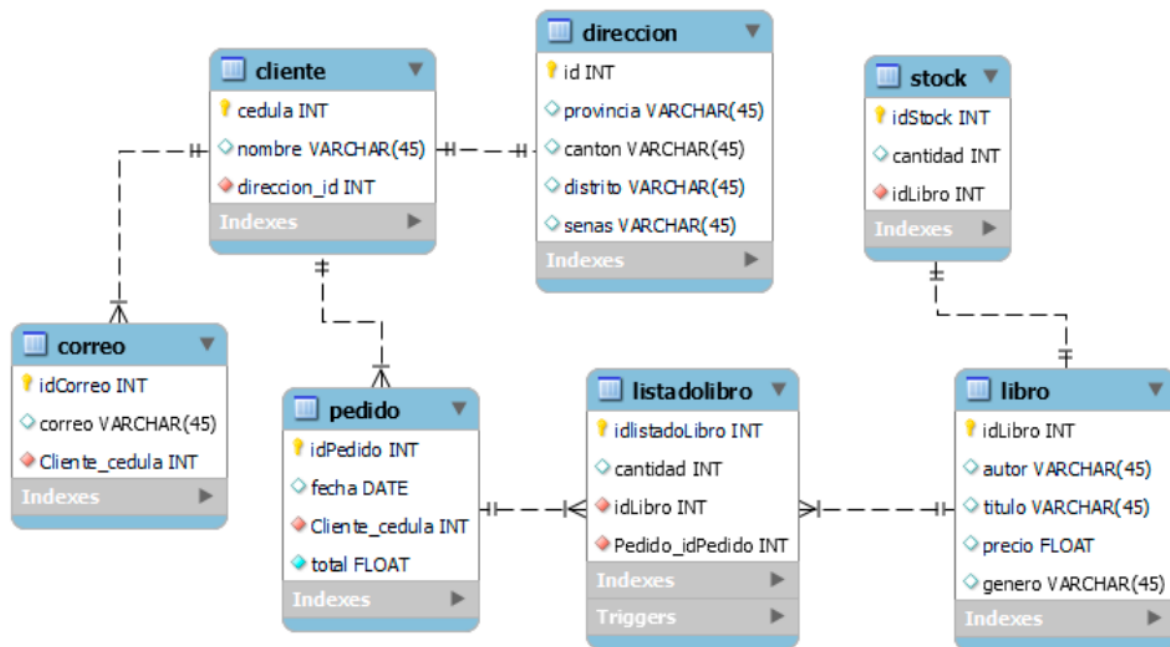 cliente
cedula INT
nombre VARCHAR(45)
direccion_id INT
Indexes
direccion
id INT
provincia VARCHAR(45)
canton VARCHAR(45)
distrito VARCHAR(45)
senas VARCHAR(45)
Indexes
stock
idStock INT
cantidad INT
idLibro INT
Indexes
correo
idCorreo INT
correo VARCHAR(45)
Cliente_cedula INT
Indexes
pedido
idPedido INT
fecha DATE
Cliente_cedula INT
total FLOAT
Indexes
listadolibro
idlistadoLibro INT
cantidad INT
idLibro INT
Pedido_idPedido INT
Indexes
Triggers
libro
idLibro INT
autor VARCHAR(45)
titulo VARCHAR(45)
precio FLOAT
genero VARCHAR(45)
Indexes